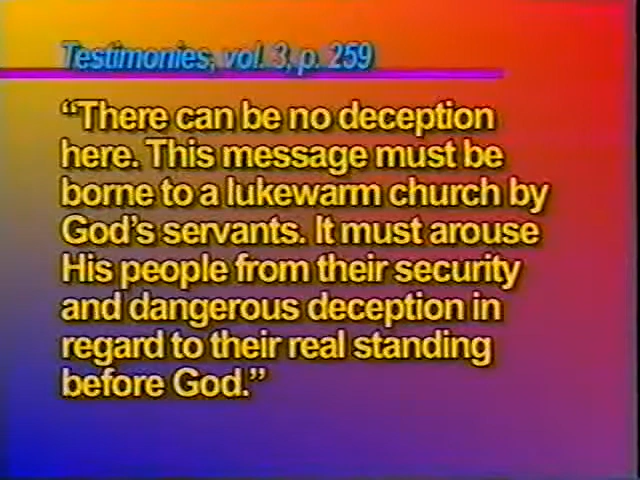 Testimonies, vol. 3, p. 259
“There can be no deception
here. This message must be
borne to a lukewarm church by
God’s servants. It must arouse
His people from their security
and dangerous deception in
regard to their real standing
before God.”